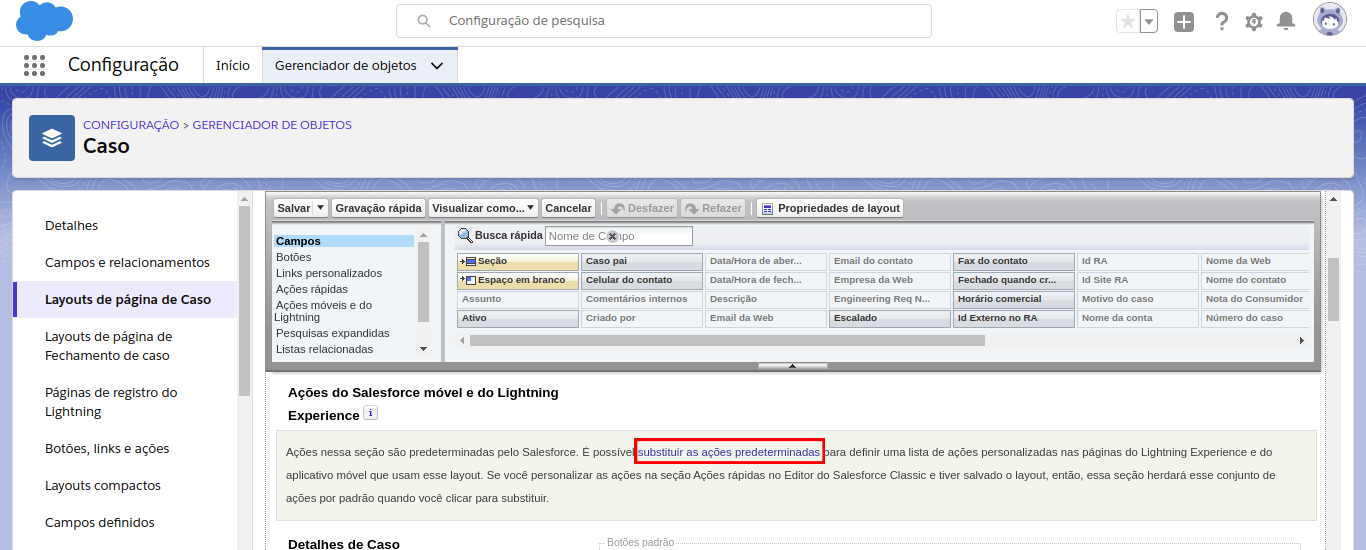 Configuração de pesquisa
Configuração
Início
Gerenciador de objetos
CONFIGURAÇÃO > GERENCIADOR DE OBJETOS
Caso
Detalhes
Campos e relacionamentos
Layouts de página de Caso
Layouts de página de
Fechamento de caso
Páginas de registro do
Lightning
Botões, links e ações
Layouts compactos
Campos definidos
Salvar Gravação rápida Visualizar como... Cancelar Desfazer Refazer Propriedades de layout
Campos
Botões
Links personalizados
Ações rápidas
Ações móveis e do
Lightning
Pesquisas expandidas
Listas relacionadas
Busca rápida Nome de Campo
Seção Caso pai Data/Hora de aber... Email do contato Fax do contato Id RA Nome da Web
Espaço em branco Celular do contato Data/Hora de fech... Empresa da Web Fechado quando cr... Id Site RA Nome do contato
Assunto Comentários internos Descrição Engineering Req N... Horário comercial Motivo do caso Nota do Consumidor
Ativo Criado por Email da Web Escalado Id Externo no RA Nome da conta Número do caso
Ações do Salesforce móvel e do Lightning
Experience i
Ações nessa seção são predeterminadas pelo Salesforce. É possível substituir as ações predeterminadas para definir uma lista de ações personalizadas nas páginas do Lightning Experience e do
aplicativo móvel que usam esse layout. Se você personalizar as ações na seção Ações rápidas no Editor do Salesforce Classic e tiver salvado o layout, então, essa seção herdará esse conjunto de
ações por padrão quando você clicar para substituir.
Detalhes de Caso
Botões padrão